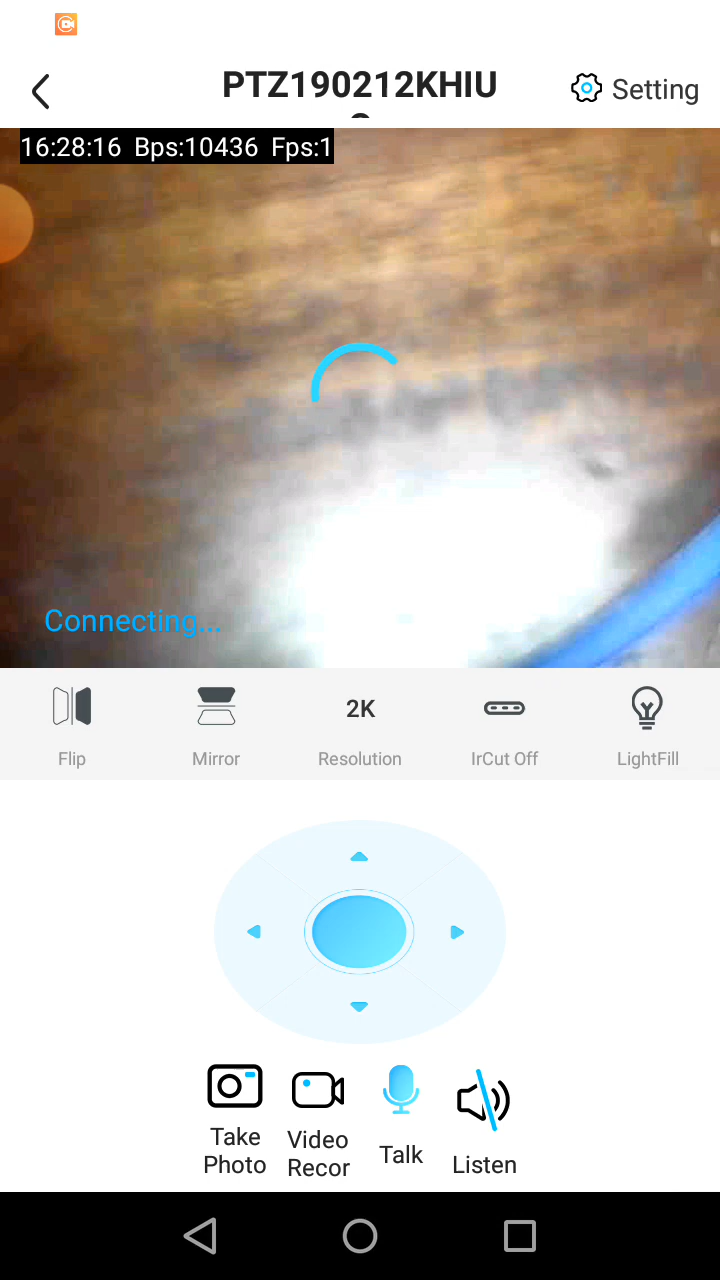 PTZ190212KHIU
Setting
16:28:16 Bps:10436 Fps:1
Connecting...
Flip
Mirror
2K
Resolution
IrCut Off
LightFill
Take
Photo
Video
Recor
Talk
Listen